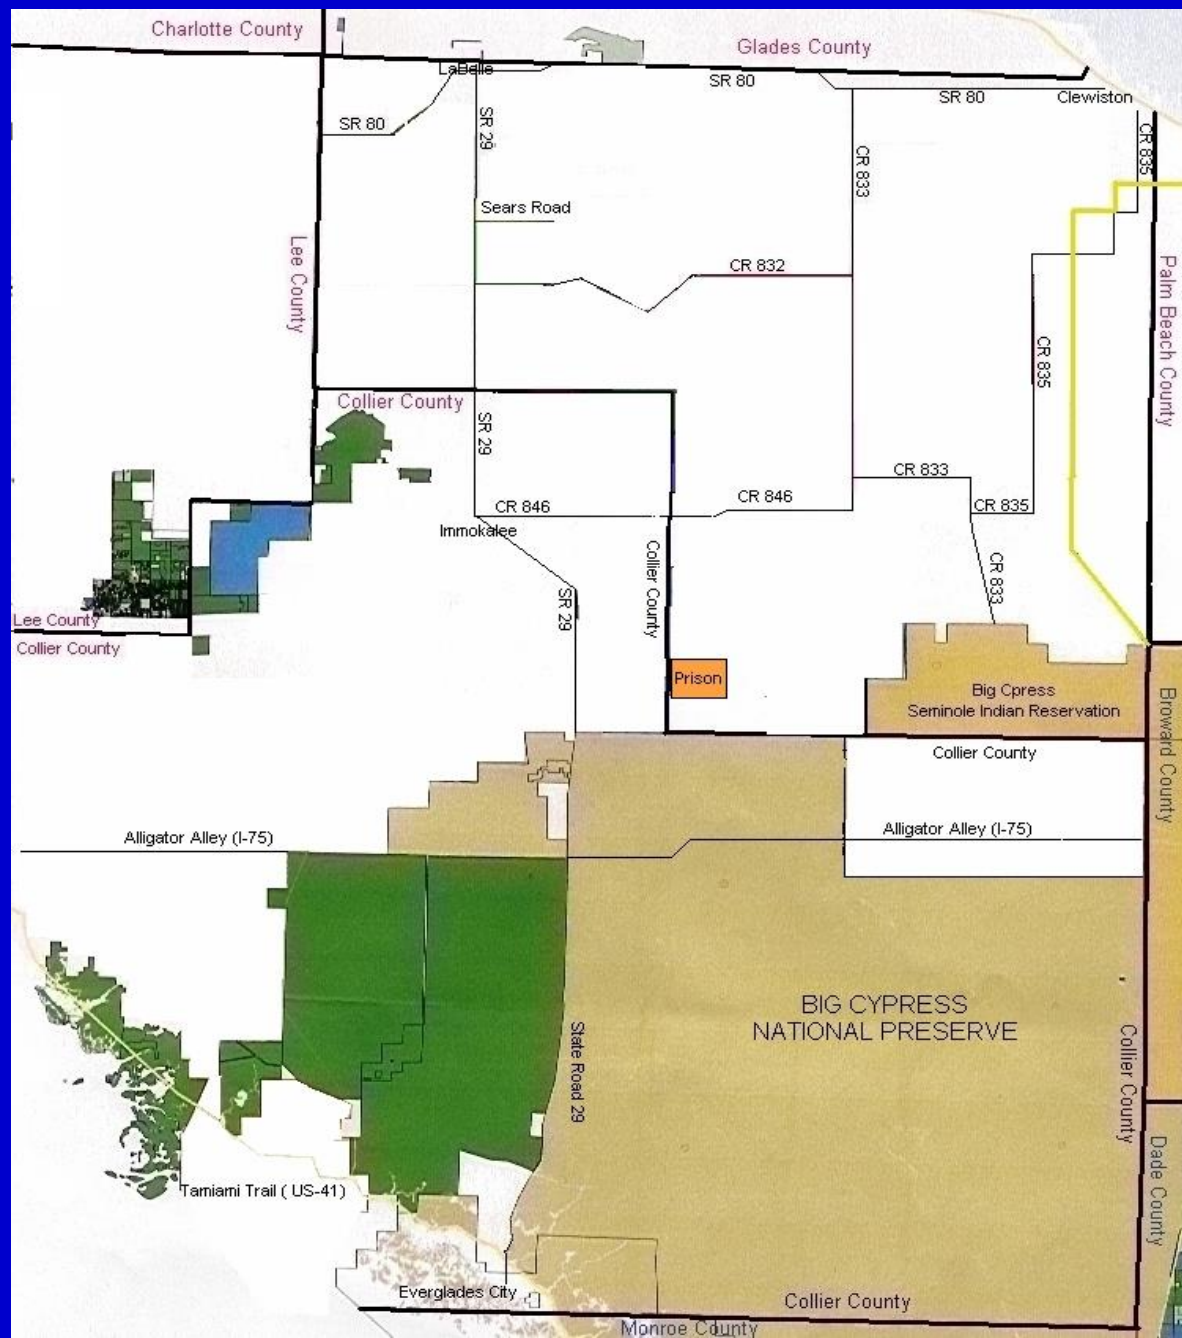 Charlotte County
Glades County
LaBelle
SR 80
SR 80
Clewiston
SR 80
SR 29
CR 833
CR 835
Sears Road
Lee County
CR 832
Palm Beach County
CR 835
Collier County
SR 29
CR 833
CR 846
CR 846
CR 835
Immokalee
Collier County
CR 833
SR 29
Lee County
Collier County
Prison
Big Cpress
Seminole Indian Reservation
Broward County
Collier County
Alligator Alley (I-75)
Alligator Alley (I-75)
BIG CYPRESS
NATIONAL PRESERVE
State Road 29
Collier County
Dade County
Tamiami Trail ( US-41)
Everglades City
Collier County
Monroe County